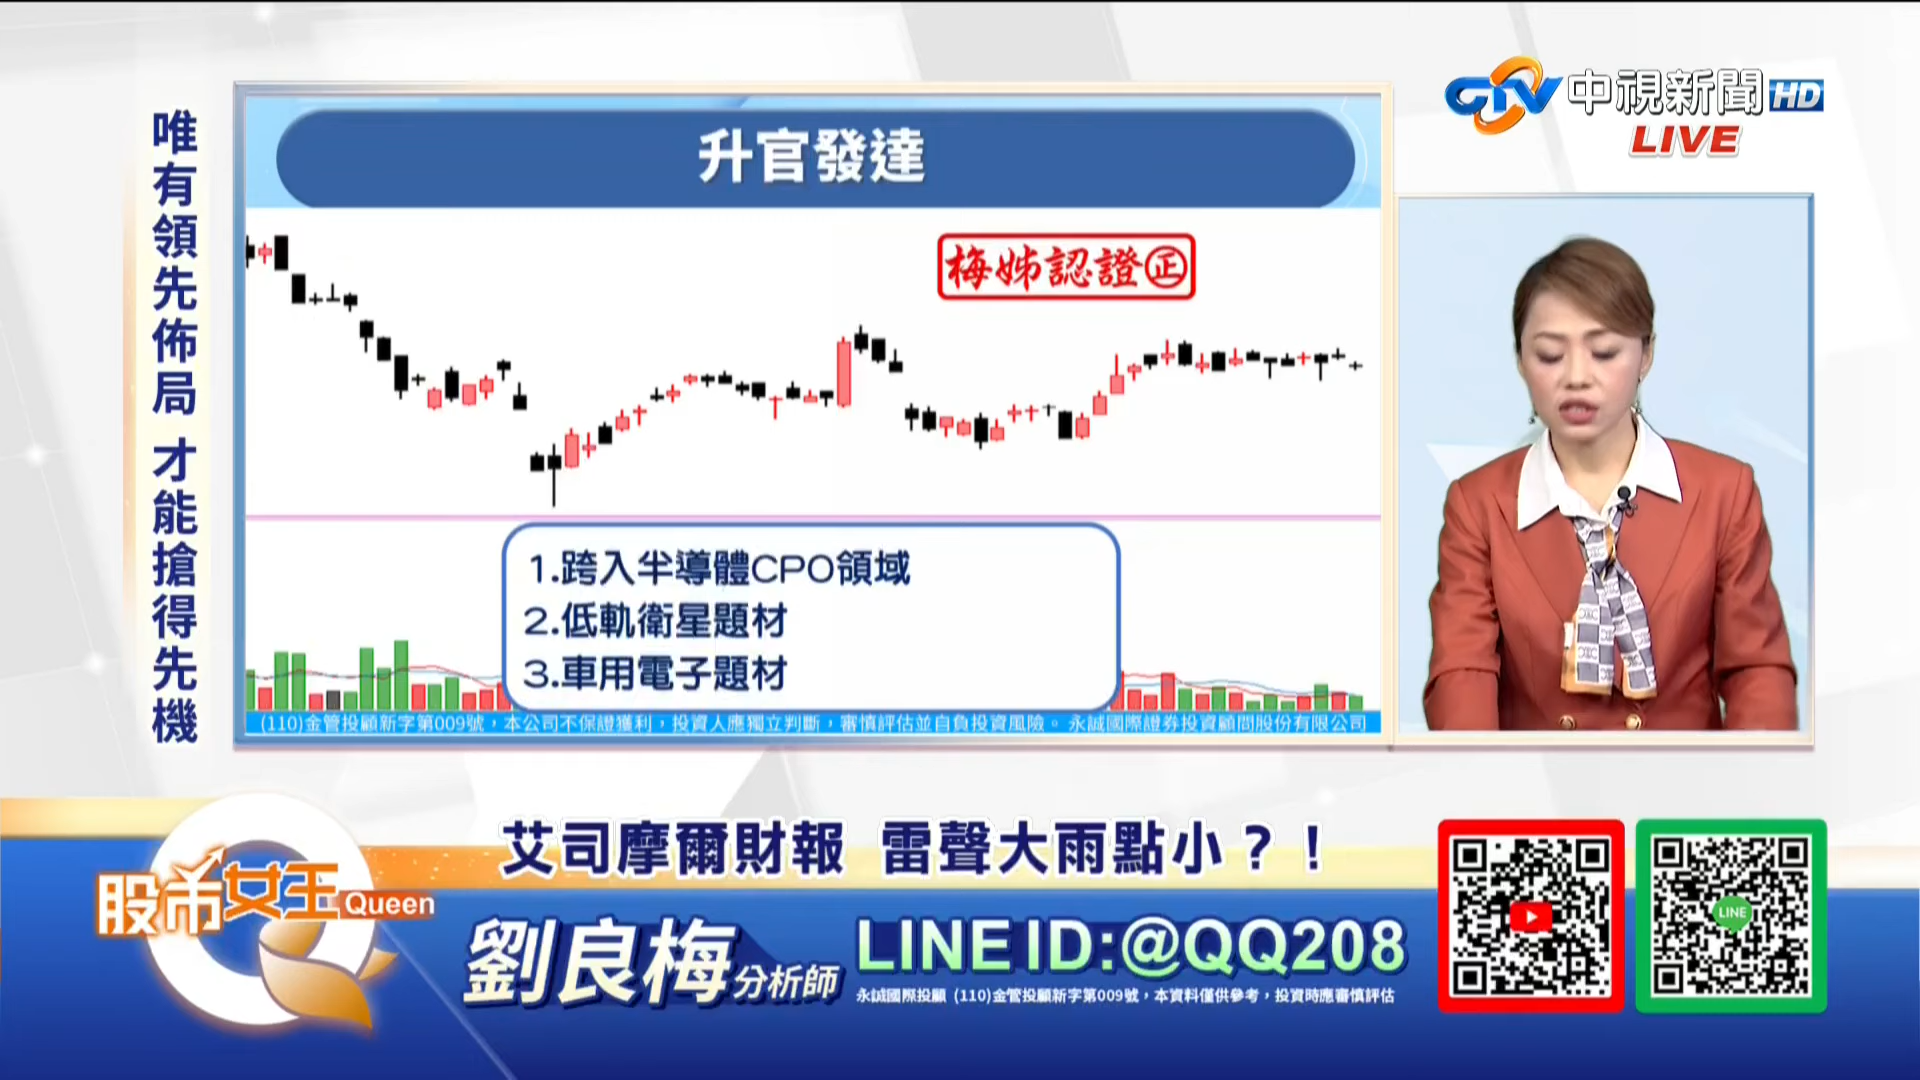 唯有領先佈局 才能搶得先機
升官發達
梅姊認證正
1.跨入半導體CPO領域
2.低軌衛星題材
3.車用電子題材
(110)金管投顧新字第009號，本公司不保證獲利，投資人應獨立判斷，審慎評估並自負投資風險。 永誠國際證券投資顧問股份有限公司
CTV中視新聞HD
LIVE
艾司摩爾財報 雷聲大雨點小？！
股市女王Queen
劉良梅分析師
LINE ID:@QQ208
永誠國際投顧 (110)金管投顧新字第009號，本資料僅供參考，投資時應審慎評估
LINE